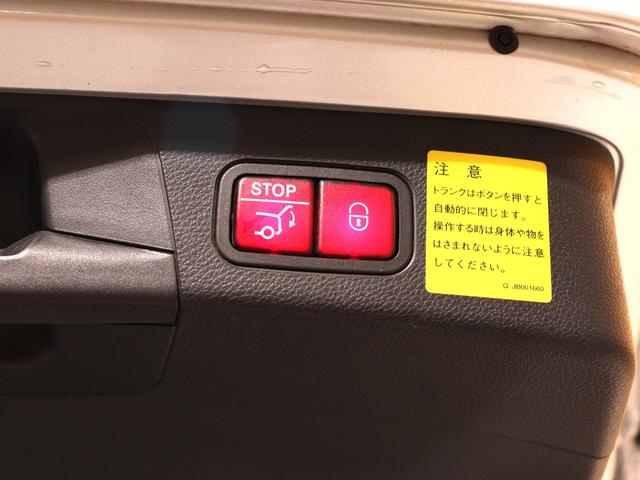 STOP
注 意
トランクはボタンを押すと
自動的に閉じます。
操作する時は身体や物を
はさまれないように注意
してください。
Q JB001660